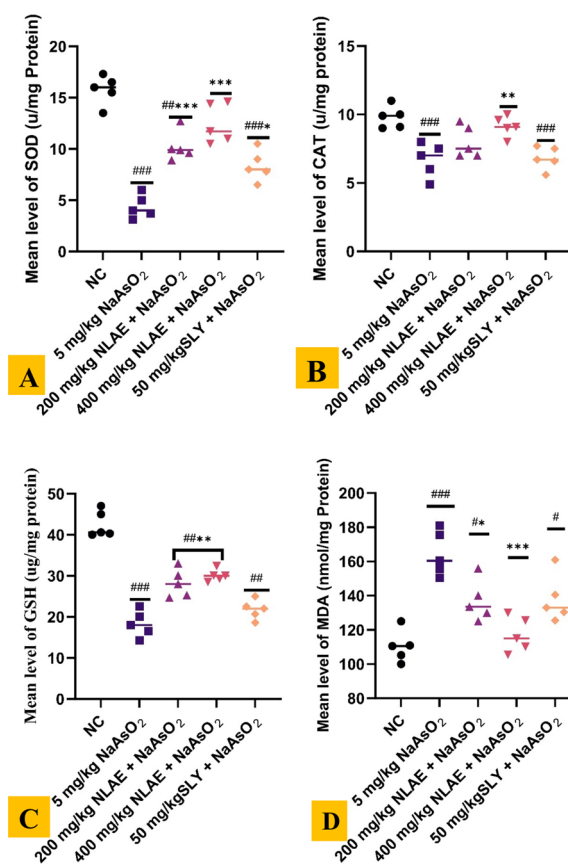 Mean level of SOD (u/mg Protein)
20
15
10
5
0
###
##***
***
###*
NC
5 mg/kg NaAsO₂
200 mg/kg NLAE + NaAsO₂
400 mg/kg NLAE + NaAsO₂
50 mg/kgSLY + NaAsO₂
A
Mean level of CAT (u/mg Protein)
15
10
5
0
###
**
###
NC
5 mg/kg NaAsO₂
200 mg/kg NLAE + NaAsO₂
400 mg/kg NLAE + NaAsO₂
50 mg/kgSLY + NaAsO₂
B
Mean level of GSH (ug/mg protein)
50
40
30
20
10
0
###
##**
##
NC
5 mg/kg NaAsO₂
200 mg/kg NLAE + NaAsO₂
400 mg/kg NLAE + NaAsO₂
50 mg/kgSLY + NaAsO₂
C
Mean level of MDA (nmol/mg Protein)
200
180
160
140
120
100
80
###
#*
***
#
NC
5 mg/kg NaAsO₂
200 mg/kg NLAE + NaAsO₂
400 mg/kg NLAE + NaAsO₂
50 mg/kgSLY + NaAsO₂
D